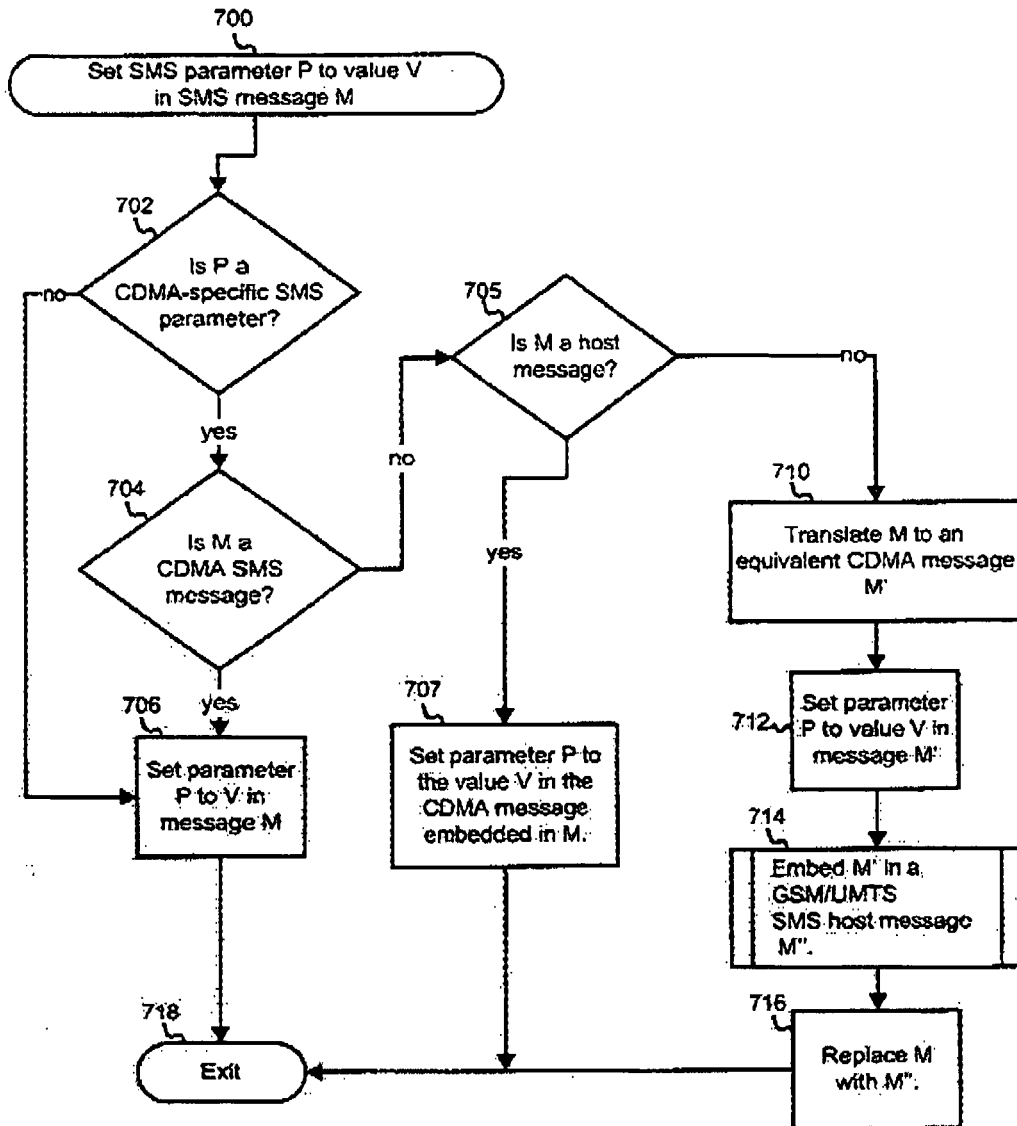 700
Set SMS parameter P to value V
in SMS message M
702
Is P a
CDMA-specific SMS
parameter?
no
yes
704
Is M a
CDMA SMS
message?
no
yes
705
Is M a host
message?
no
yes
706
Set parameter
P to V in
message M
707
Set parameter P to
the value V in the
CDMA message
embedded in M.
710
Translate M to an
equivalent CDMA message
M'
712
Set parameter
P to value V in
message M'
714
Embed M' in a
GSM/UMTS
SMS host message
M".
716
Replace M
with M".
718
Exit